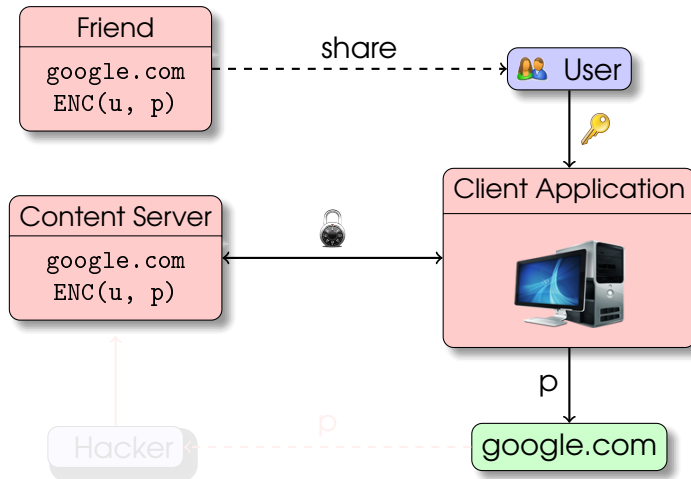 Friend
google.com
ENC(u, p)
share
User
Client Application
Content Server
google.com
ENC(u, p)
p
google.com
p
Hacker